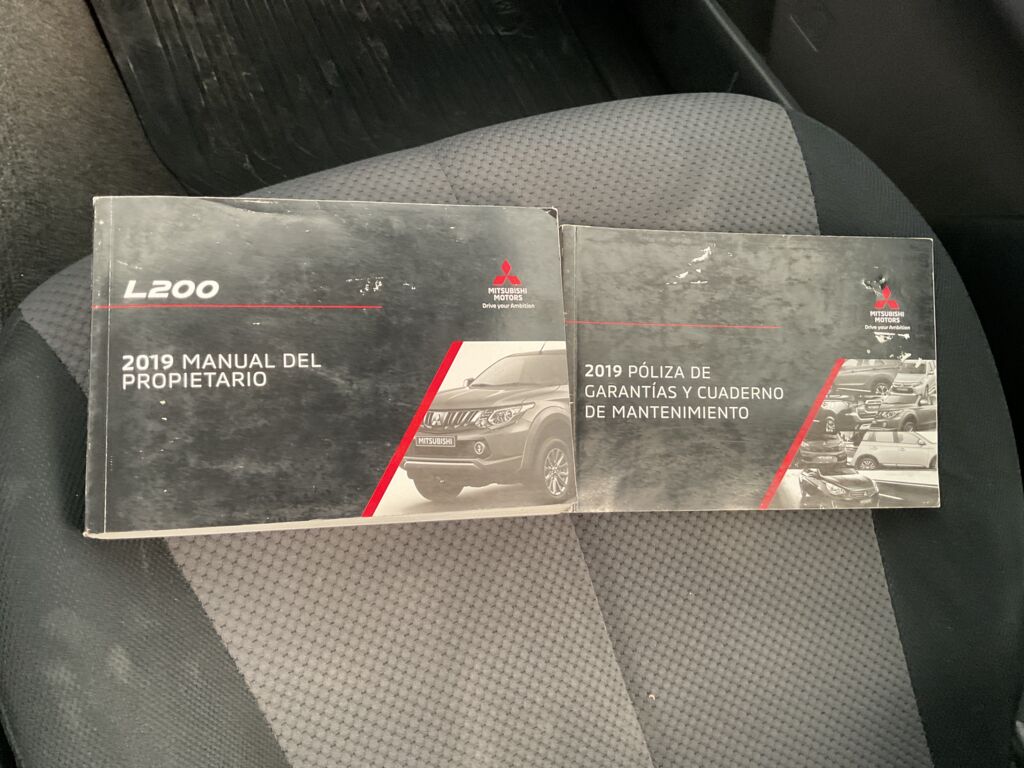 L200
MITSUBISHI
MOTORS
Drive your Ambition
2019 MANUAL DEL
PROPIETARIO
MITSUBISHI
MITSUBISHI
MOTORS
Drive your Ambition
2019 PÓLIZA DE
GARANTÍAS Y CUADERNO
DE MANTENIMIENTO